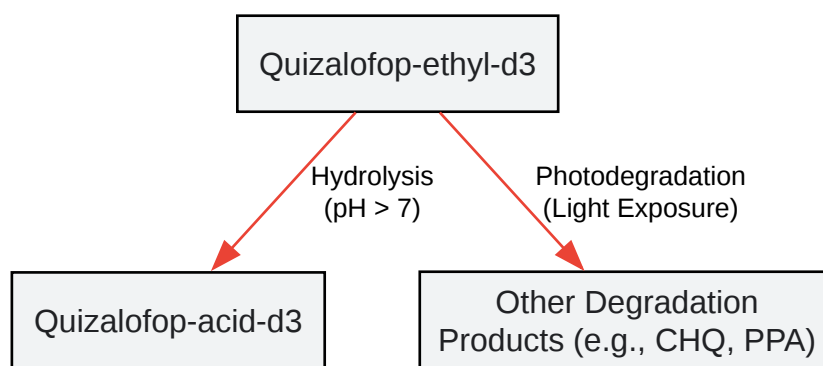 Quizalofop-ethyl-d3
Hydrolysis
(pH > 7)
Photodegradation
(Light Exposure)
Quizalofop-acid-d3
Other Degradation
Products (e.g., CHQ, PPA)